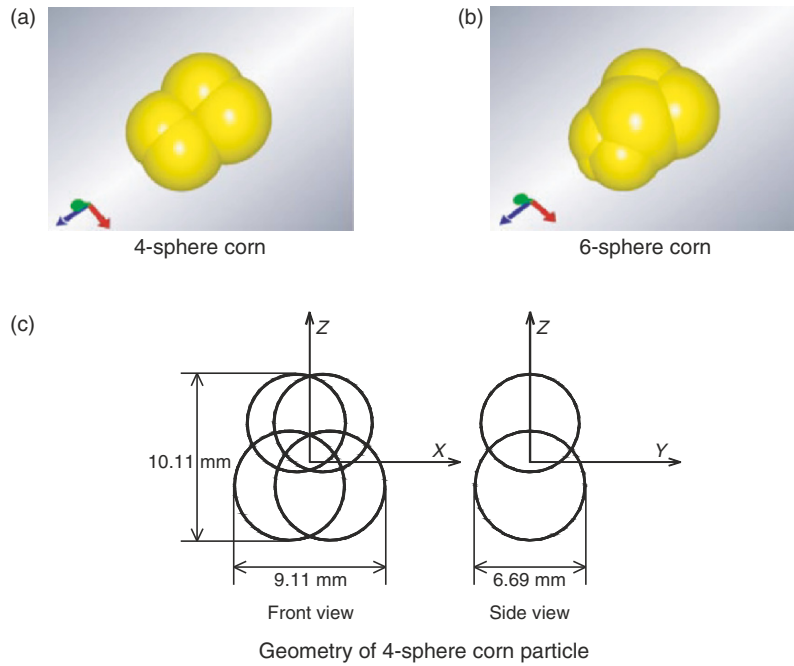 (a)
(b)
4-sphere corn
6-sphere corn
(c)
Z
Z
X
Y
10.11 mm
9.11 mm
6.69 mm
Front view
Side view
Geometry of 4-sphere corn particle